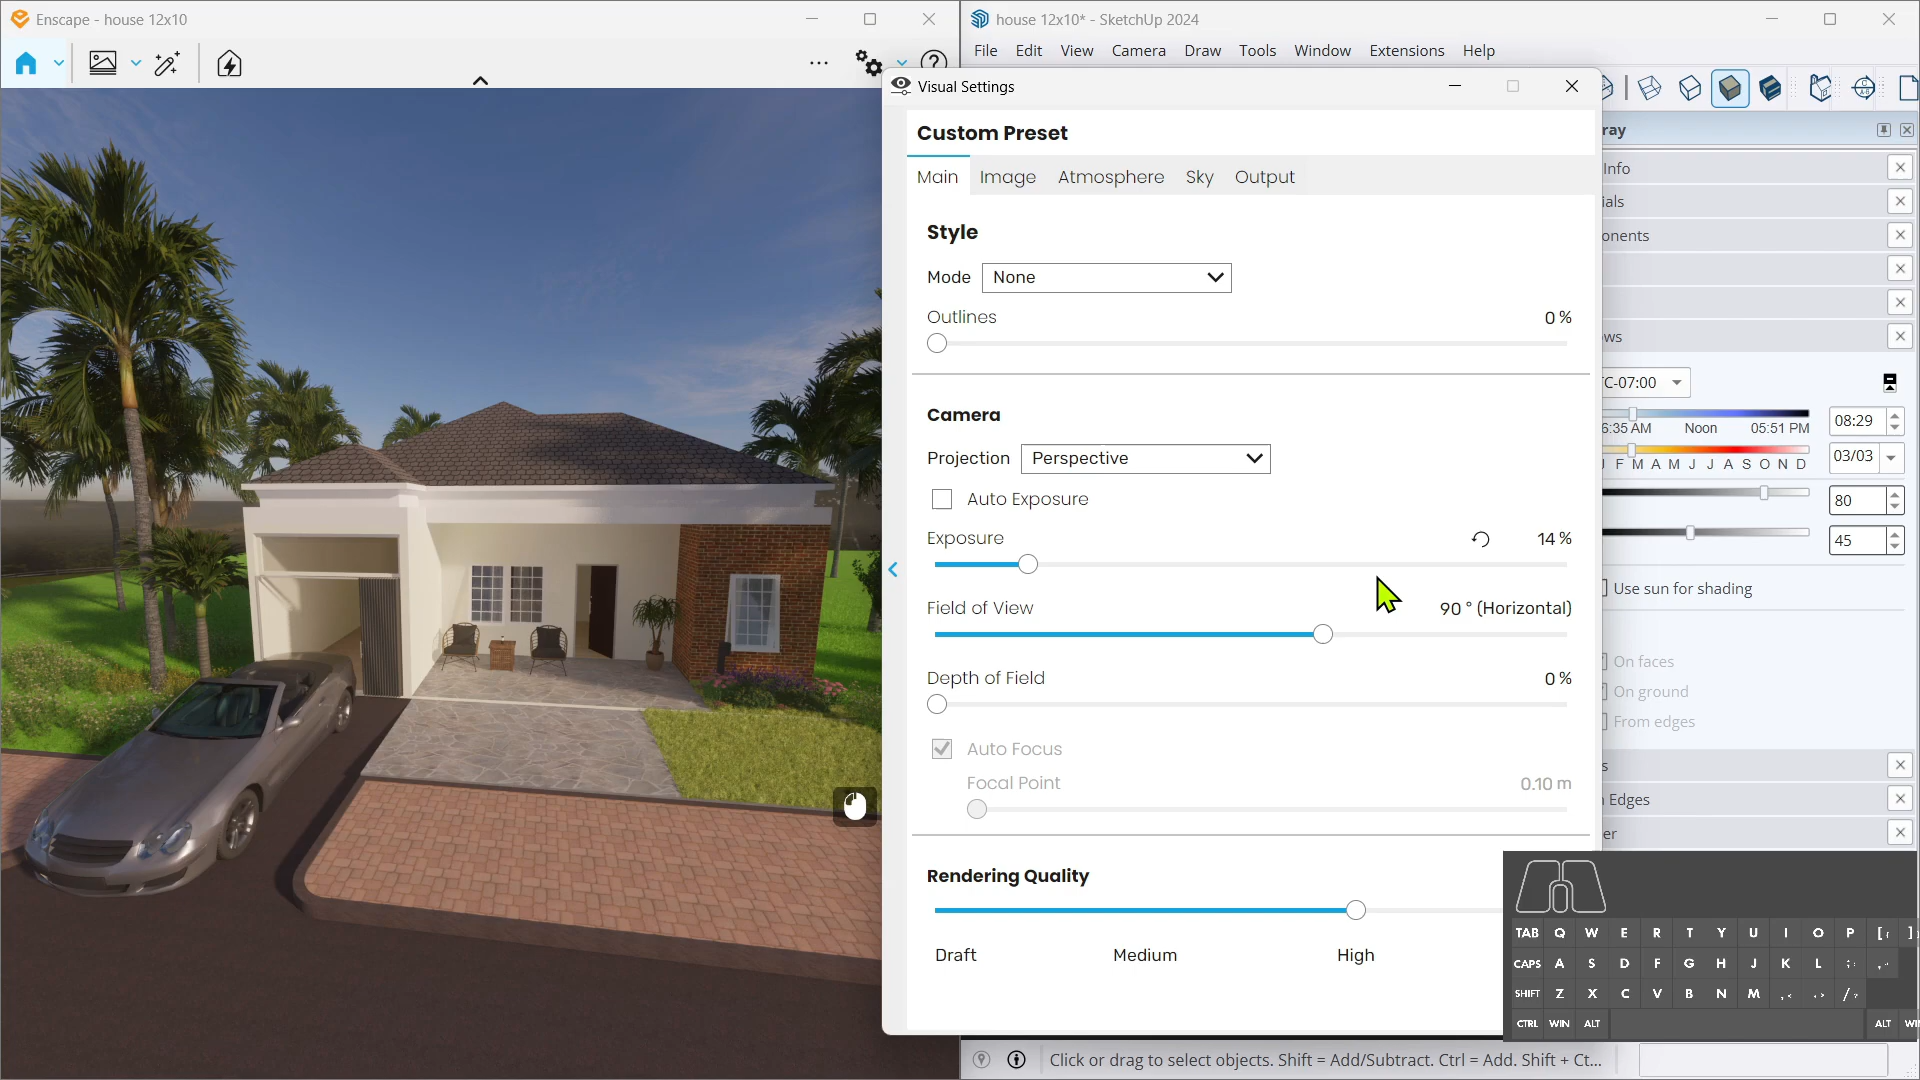 Enscape - house 12x10
house 12x10* - SketchUp 2024
File Edit View Camera Draw Tools Window Extensions Help
Visual Settings
Custom Preset
Main Image Atmosphere Sky Output
Style
Mode None
Outlines 0 %
Camera
Projection Perspective
Auto Exposure
Exposure 14 %
Field of View 90 ° (Horizontal)
Depth of Field 0 %
Auto Focus
Focal Point 0.10 m
Rendering Quality
Draft Medium High
ray
Info
ials
onents
ws
C-07:00
6:35 AM Noon 05:51 PM 08:29
J F M A M J J A S O N D 03/03
80
45
Use sun for shading
On faces
On ground
From edges
s
Edges
er
TAB Q W E R T Y U I O P [ ]
CAPS A S D F G H J K L ;
SHIFT Z X C V B N M , . / ?
CTRL WIN ALT ALT WI
Click or drag to select objects. Shift = Add/Subtract. Ctrl = Add. Shift + Ct...